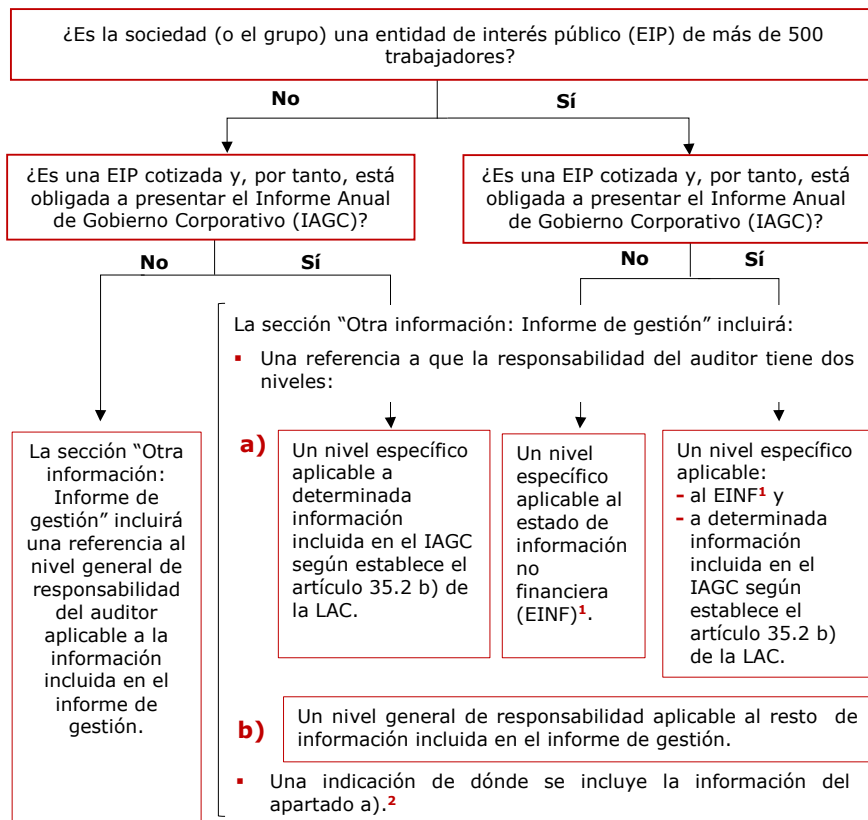 ¿Es la sociedad (o el grupo) una entidad de interés público (EIP) de más de 500
trabajadores?
No
Sí
¿Es una EIP cotizada y, por tanto, está
obligada a presentar el Informe Anual
de Gobierno Corporativo (IAGC)?
¿Es una EIP cotizada y, por tanto, está
obligada a presentar el Informe Anual
de Gobierno Corporativo (IAGC)?
No
Sí
No
Sí
La sección “Otra información: Informe de gestión” incluirá:
▪ Una referencia a que la responsabilidad del auditor tiene dos
niveles:
La sección “Otra
información:
Informe de
gestión” incluirá
una referencia al
nivel general de
responsabilidad
del auditor
aplicable a la
información
incluida en el
informe de
gestión.
a)
Un nivel específico
aplicable a
determinada
información
incluida en el IAGC
según establece el
artículo 35.2 b) de
la LAC.
Un nivel
específico
aplicable al
estado de
información
no
financiera
(EINF)¹.
Un nivel específico
aplicable:
- al EINF¹ y
- a determinada
información
incluida en el
IAGC según
establece el
artículo 35.2 b)
de la LAC.
b)
Un nivel general de responsabilidad aplicable al resto de
información incluida en el informe de gestión.
▪ Una indicación de dónde se incluye la información del
apartado a).²